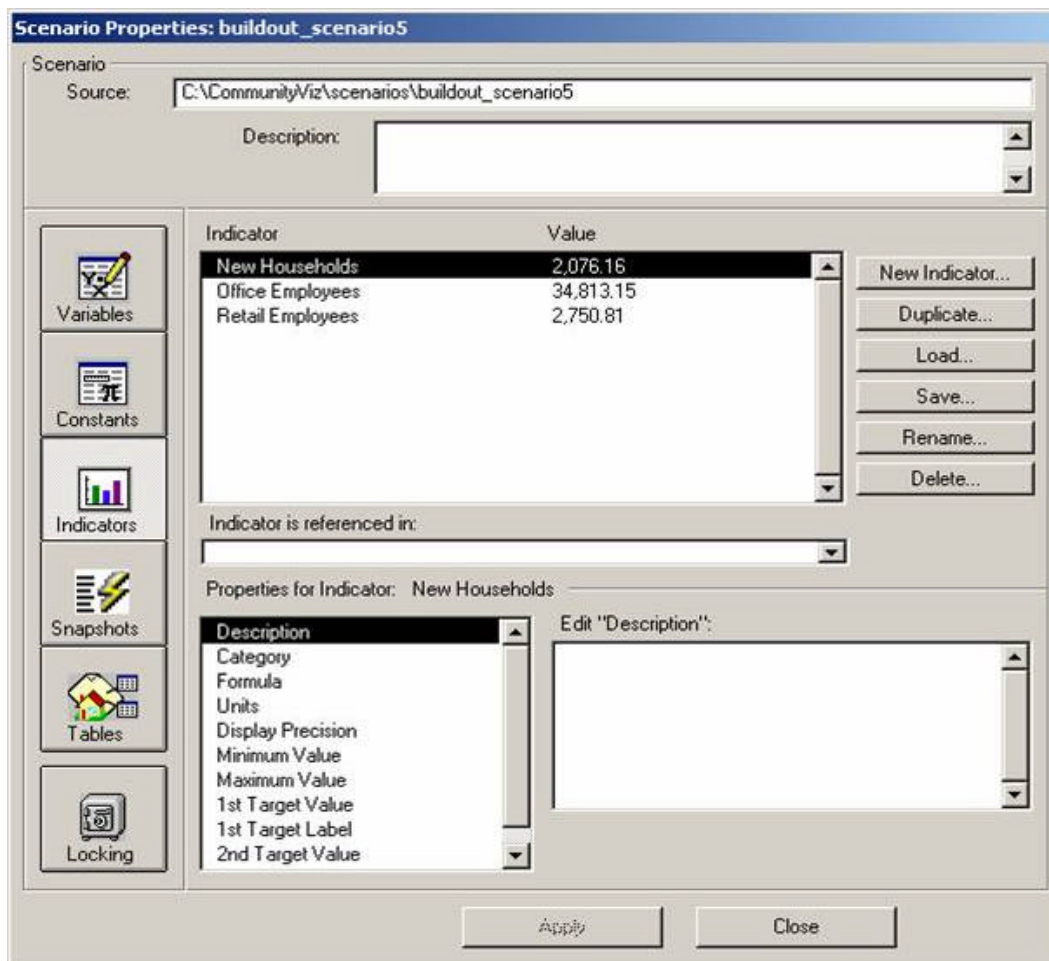 Scenario Properties: buildout_scenario5
Scenario
Source: C:\CommunityViz\scenarios\buildout_scenario5
Description:
Variables
Constants
Indicators
Snapshots
Tables
Locking
Indicator Value
New Households 2,076.16
Office Employees 34,813.15
Retail Employees 2,750.81
New Indicator...
Duplicate...
Load...
Save...
Rename...
Delete...
Indicator is referenced in:
Properties for Indicator: New Households
Description
Category
Formula
Units
Display Precision
Minimum Value
Maximum Value
1st Target Value
1st Target Label
2nd Target Value
Edit "Description":
Apply
Close